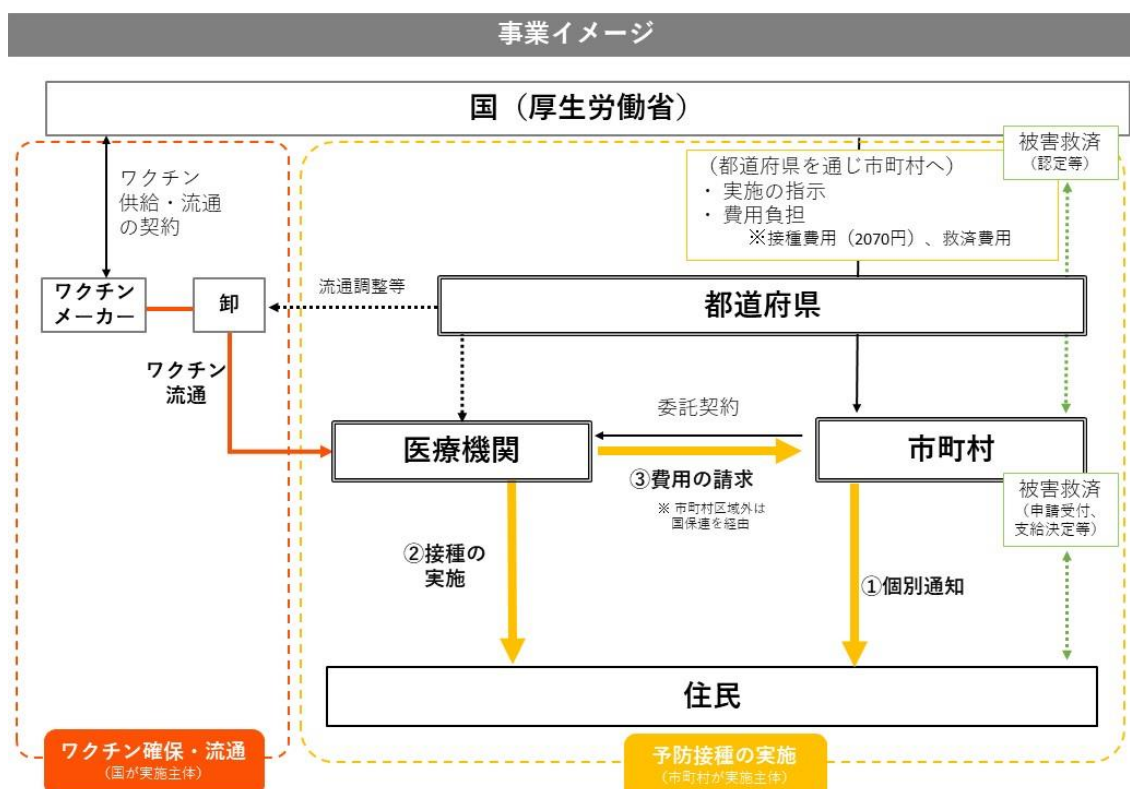 事業イメージ
国（厚生労働省）
被害救済
（認定等）
ワクチン
供給・流通
の契約
（都道府県を通じ市町村へ）
・ 実施の指示
・ 費用負担
※接種費用（2070円）、救済費用
ワクチン
メーカー
卸
流通調整等
都道府県
ワクチン
流通
委託契約
医療機関
市町村
③費用の請求
※ 市町村区域外は
国保連を経由
被害救済
（申請受付、
支給決定等）
②接種の
実施
①個別通知
住民
ワクチン確保・流通
（国が実施主体）
予防接種の実施
（市町村が実施主体）